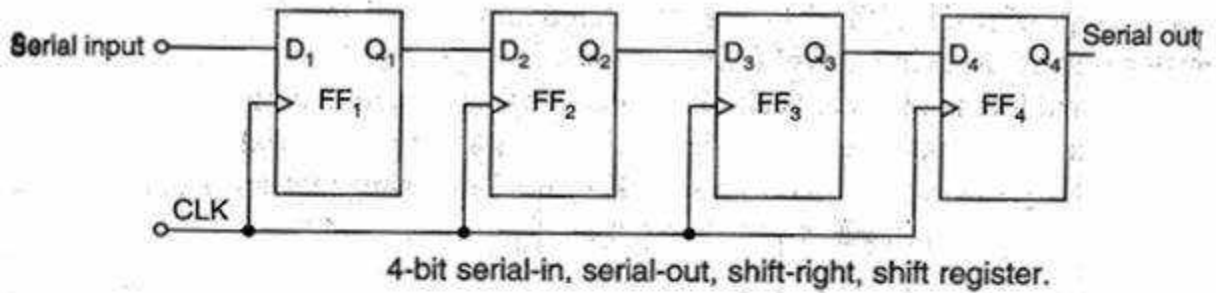 Serial input
D₁ Q₁
D₂ Q₂
D₃ Q₃
D₄ Q₄
Serial out
FF₁
FF₂
FF₃
FF₄
CLK
4-bit serial-in, serial-out, shift-right, shift register.